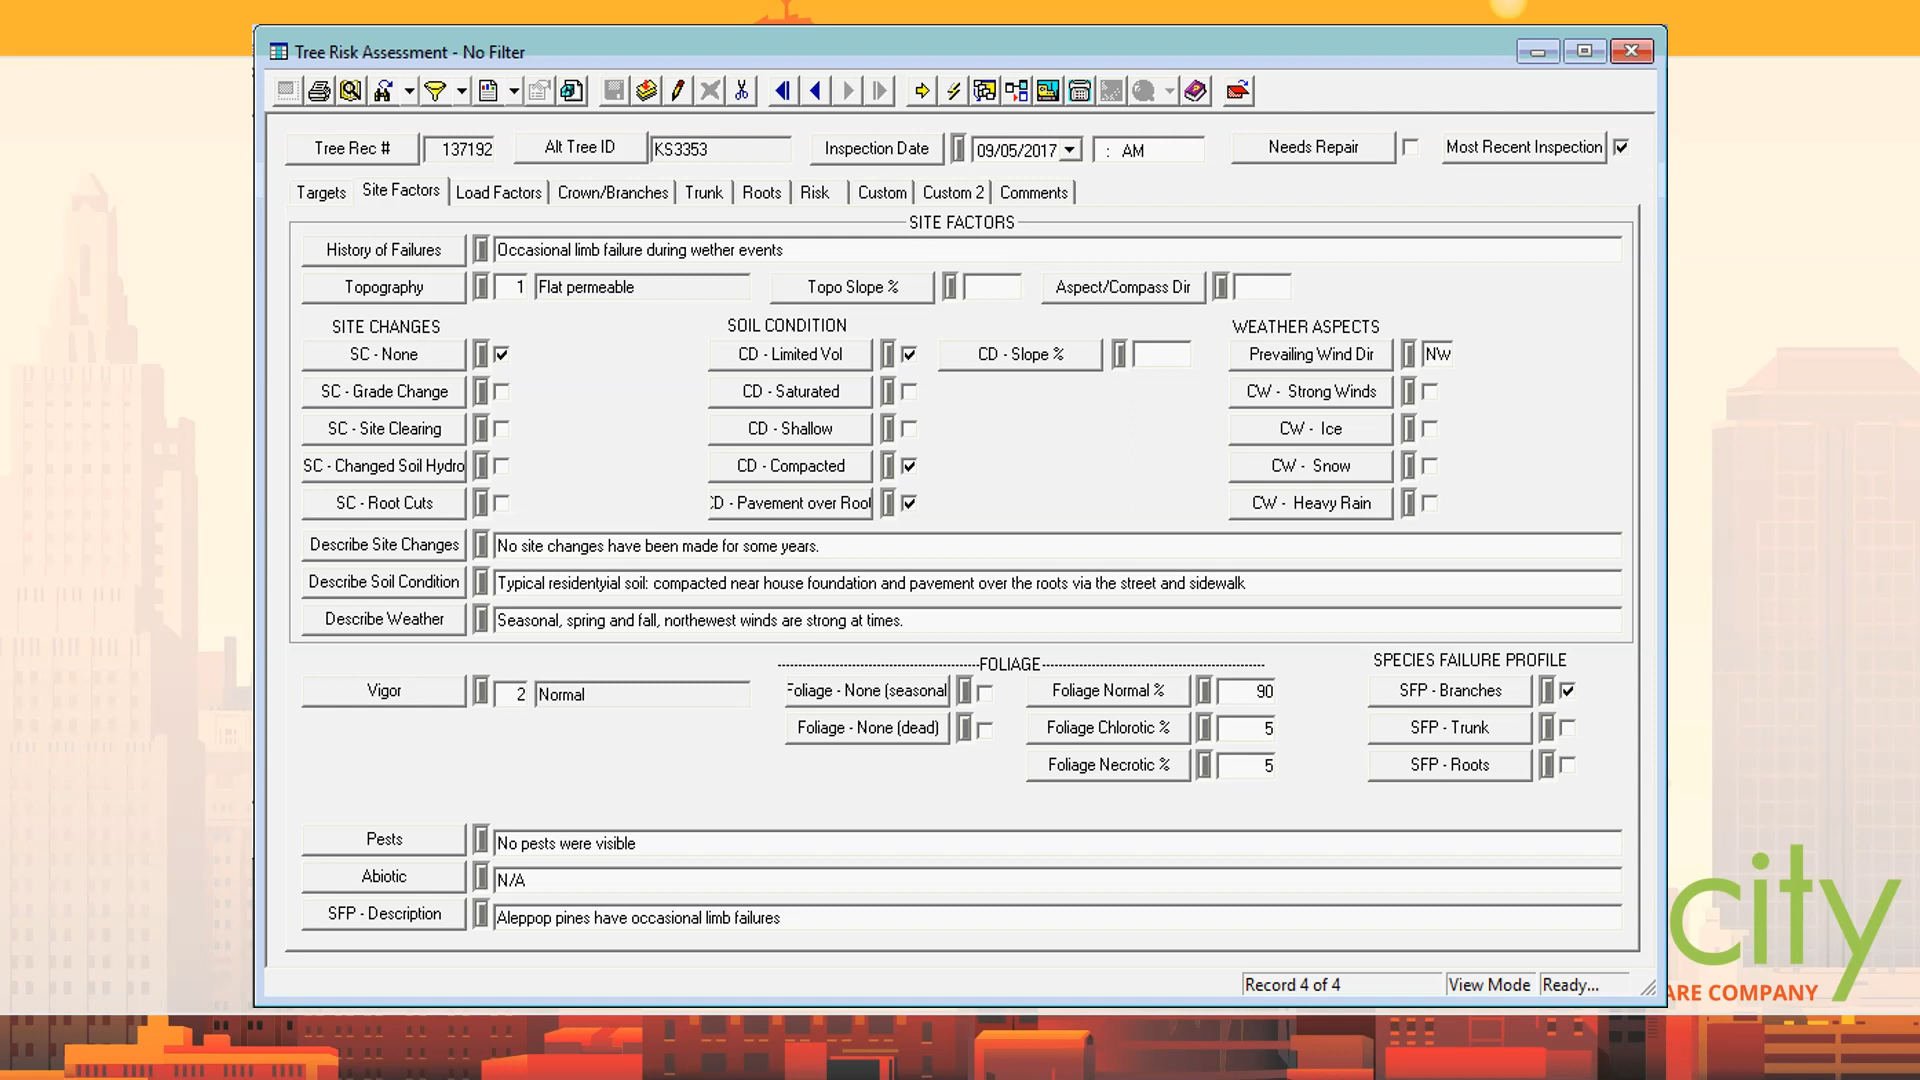 Tree Risk Assessment - No Filter
Tree Rec # 137192 Alt Tree ID KS3353 Inspection Date 09/05/2017 : AM Needs Repair Most Recent Inspection
Targets Site Factors Load Factors Crown/Branches Trunk Roots Risk Custom Custom 2 Comments
SITE FACTORS
History of Failures Occasional limb failure during wether events
Topography 1 Flat permeable Topo Slope % Aspect/Compass Dir
SITE CHANGES SOIL CONDITION WEATHER ASPECTS
SC - None CD - Limited Vol CD - Slope % Prevailing Wind Dir NW
SC - Grade Change CD - Saturated CW - Strong Winds
SC - Site Clearing CD - Shallow CW - Ice
SC - Changed Soil Hydro CD - Compacted CW - Snow
SC - Root Cuts CD - Pavement over Root CW - Heavy Rain
Describe Site Changes No site changes have been made for some years.
Describe Soil Condition Typical residentyial soil: compacted near house foundation and pavement over the roots via the street and sidewalk.
Describe Weather Seasonal, spring and fall, northewest winds are strong at times.
FOLIAGE SPECIES FAILURE PROFILE
Vigor 2 Normal Foliage - None (seasonal Foliage Normal % 90 SFP - Branches
Foliage - None (dead) Foliage Chlorotic % 5 SFP - Trunk
Foliage Necrotic % 5 SFP - Roots
Pests No pests were visible
Abiotic N/A
SFP - Description Aleppop pines have occasional limb failures
Record 4 of 4 View Mode Ready...
city
ARE COMPANY